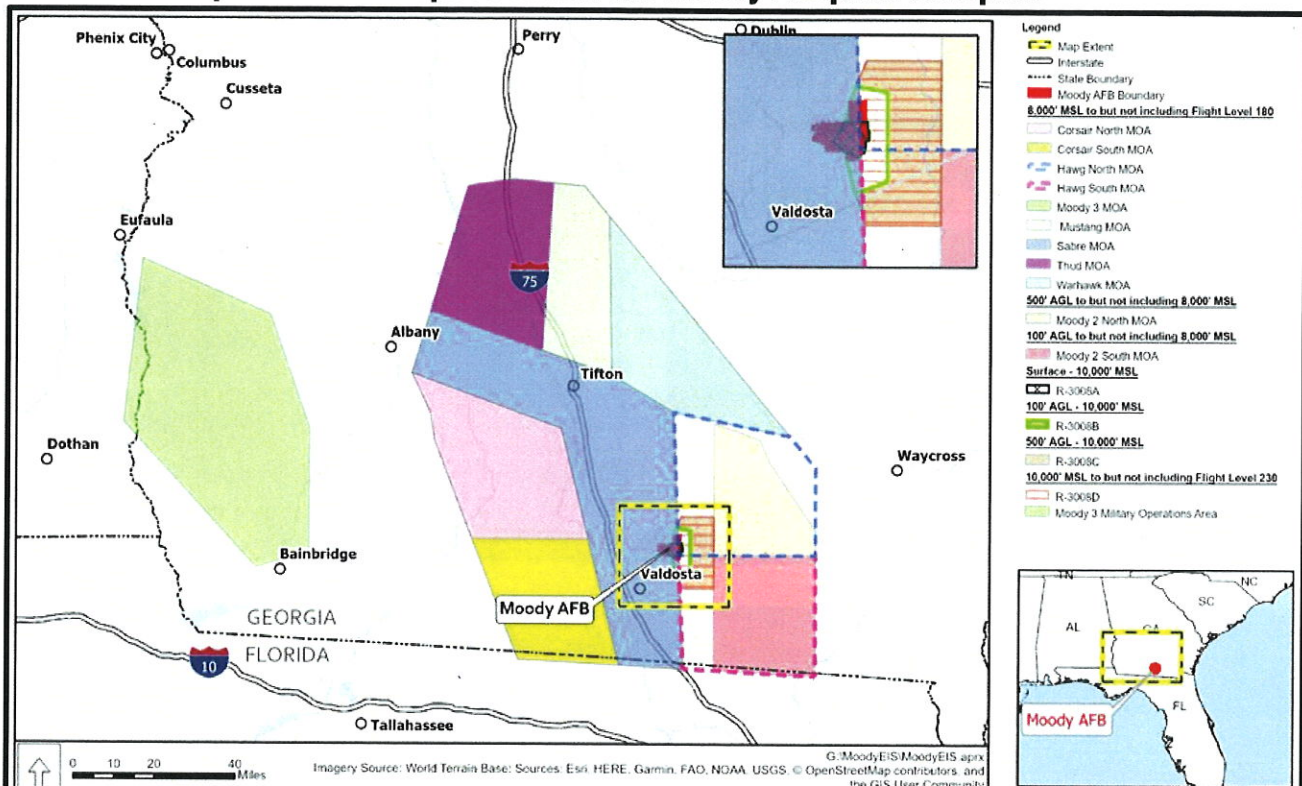 Phenix City
Columbus
Cusseta
Perry
Dublin
Eufaula
75
Albany
Tifton
Dothan
Waycross
Bainbridge
Valdosta
Moody AFB
GEORGIA
FLORIDA
10
Tallahassee
Valdosta
0 10 20 40
Miles
G:\MoodyEIS\MoodyEIS.aprx
Imagery Source: World Terrain Base: Sources: Esri, HERE, Garmin, FAO, NOAA, USGS, © OpenStreetMap contributors, and
the GIS User Community
Legend
Map Extent
Interstate
State Boundary
Moody AFB Boundary
8,000' MSL to but not including Flight Level 180
Corsair North MOA
Corsair South MOA
Hawg North MOA
Hawg South MOA
Moody 3 MOA
Mustang MOA
Sabre MOA
Thud MOA
Warhawk MOA
500' AGL to but not including 8,000' MSL
Moody 2 North MOA
100' AGL to but not including 8,000' MSL
Moody 2 South MOA
Surface - 10,000' MSL
R-3008A
100' AGL - 10,000' MSL
R-3008B
500' AGL - 10,000' MSL
R-3008C
10,000' MSL to but not including Flight Level 230
R-3008D
Moody 3 Military Operations Area
TN
NC
SC
AL
GA
FL
Moody AFB